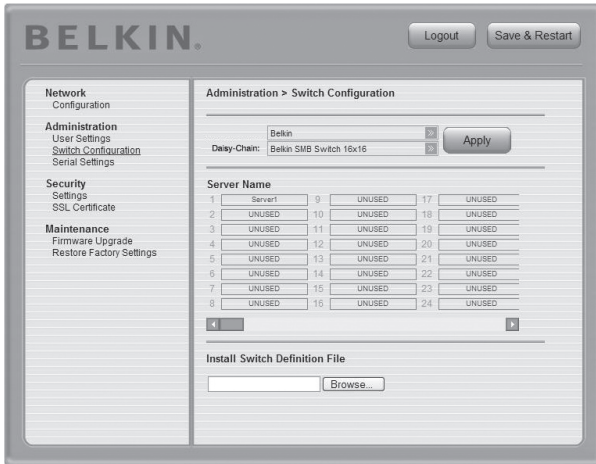 BELKIN®
Logout Save & Restart
Network
Configuration
Administration
User Settings
Switch Configuration
Serial Settings
Security
Settings
SSL Certificate
Maintenance
Firmware Upgrade
Restore Factory Settings
Administration > Switch Configuration
Belkin
Daisy-Chain: Belkin SMB Switch 16x16
Apply
Server Name
1 Server1 9 UNUSED 17 UNUSED
2 UNUSED 10 UNUSED 18 UNUSED
3 UNUSED 11 UNUSED 19 UNUSED
4 UNUSED 12 UNUSED 20 UNUSED
5 UNUSED 13 UNUSED 21 UNUSED
6 UNUSED 14 UNUSED 22 UNUSED
7 UNUSED 15 UNUSED 23 UNUSED
8 UNUSED 16 UNUSED 24 UNUSED
Install Switch Definition File
Browse...